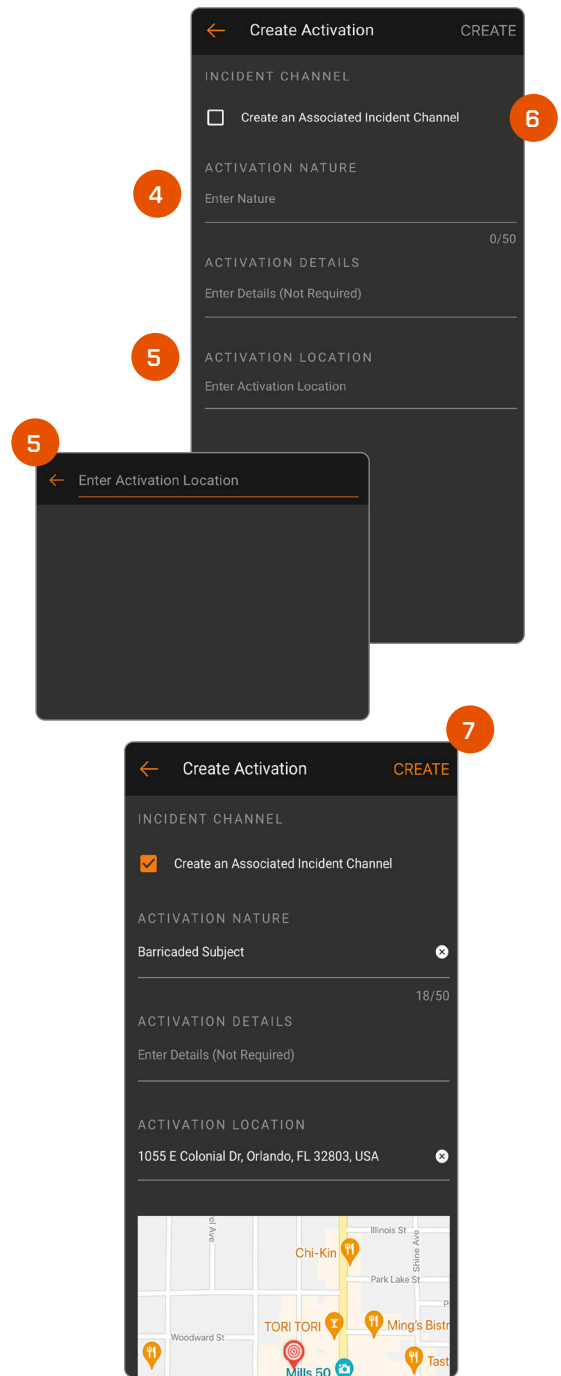 Create Activation CREATE
INCIDENT CHANNEL
Create an Associated Incident Channel
6
ACTIVATION NATURE
4
Enter Nature
0/50
ACTIVATION DETAILS
Enter Details (Not Required)
5
ACTIVATION LOCATION
Enter Activation Location
5
Enter Activation Location
7
Create Activation CREATE
INCIDENT CHANNEL
Create an Associated Incident Channel
ACTIVATION NATURE
Barricaded Subject
18/50
ACTIVATION DETAILS
Enter Details (Not Required)
ACTIVATION LOCATION
1055 E Colonial Dr, Orlando, FL 32803, USA
el Ave
Illinois St
Shine Ave
Chi-Kin
Park Lake St
P
TORI TORI
Ming's Bistr
Woodward St
Tast
Mills 50